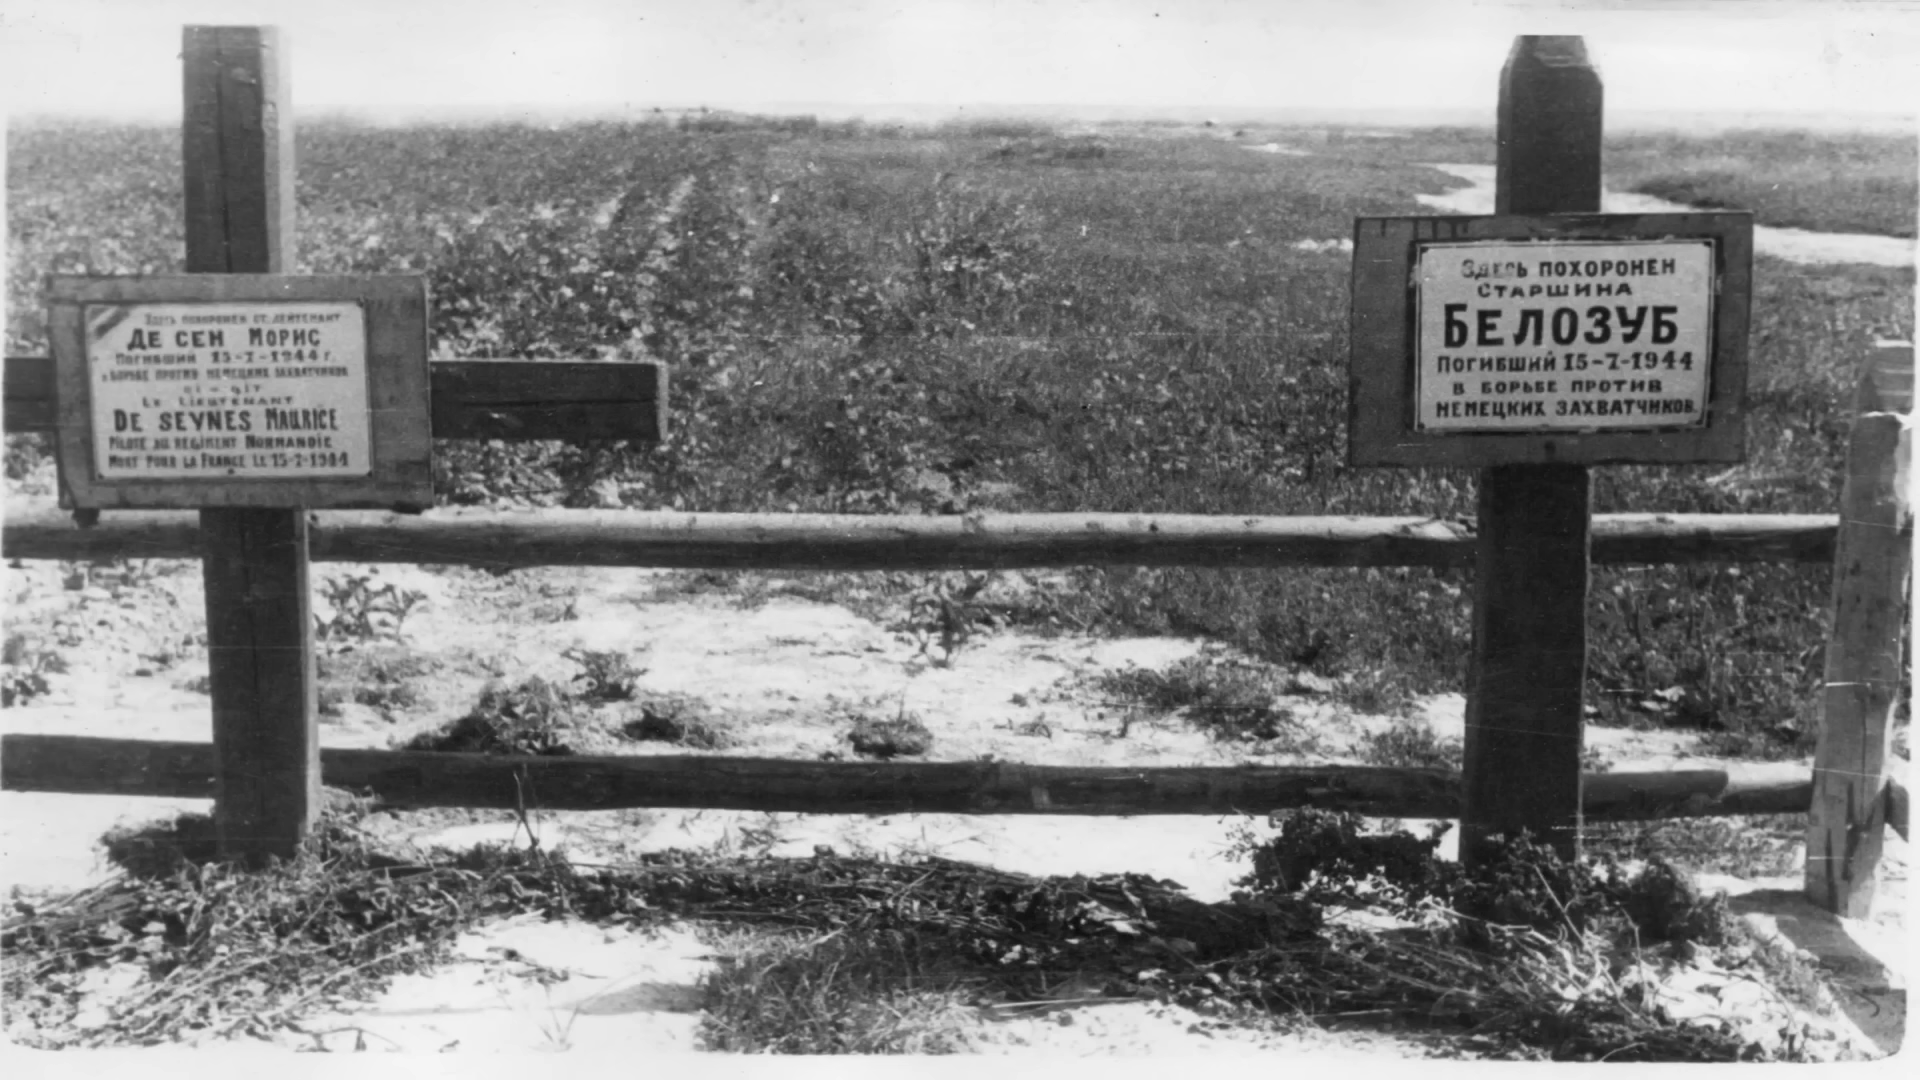 Здесь похоронен ст. лейтенант
Де Сен Морис
Погибший 15-7-1944 г.
в борьбе против немецких захватчиков
ci-git
Le Lieutenant
De Seynes Maurice
Pilote au Regiment Normandie
Mort pour la France le 15-7-1944
Здесь похоронен
старшина
БЕЛОЗУБ
Погибший 15-7-1944
в борьбе против
немецких захватчиков